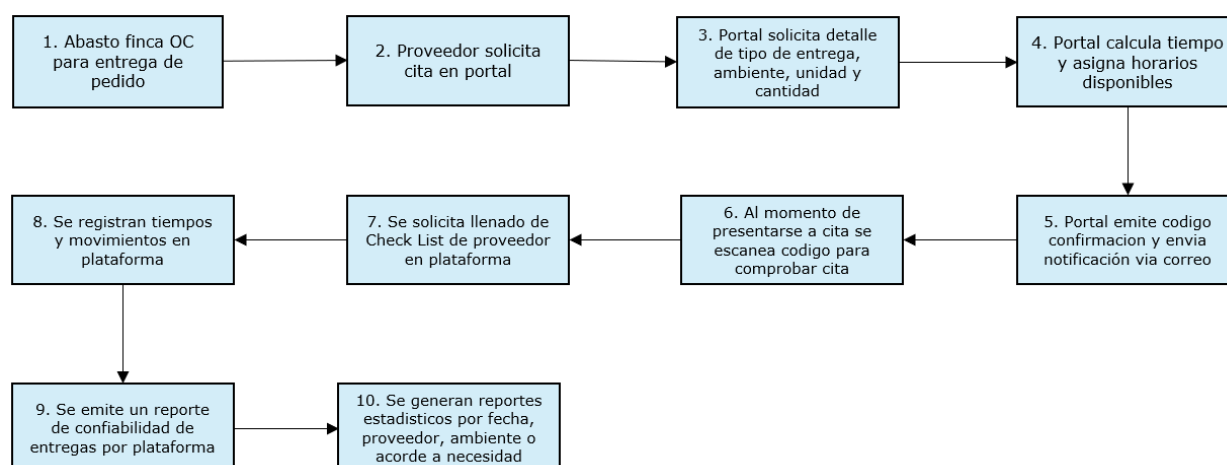 1. Abasto finca OC
para entrega de
pedido
2. Proveedor solicita
cita en portal
3. Portal solicita detalle
de tipo de entrega,
ambiente, unidad y
cantidad
4. Portal calcula tiempo
y asigna horarios
disponibles
5. Portal emite codigo
confirmacion y envia
notificación via correo
6. Al momento de
presentarse a cita se
escanea codigo para
comprobar cita
7. Se solicita llenado de
Check List de proveedor
en plataforma
8. Se registran tiempos
y movimientos en
plataforma
9. Se emite un reporte
de confiabilidad de
entregas por plataforma
10. Se generan reportes
estadisticos por fecha,
proveedor, ambiente o
acorde a necesidad